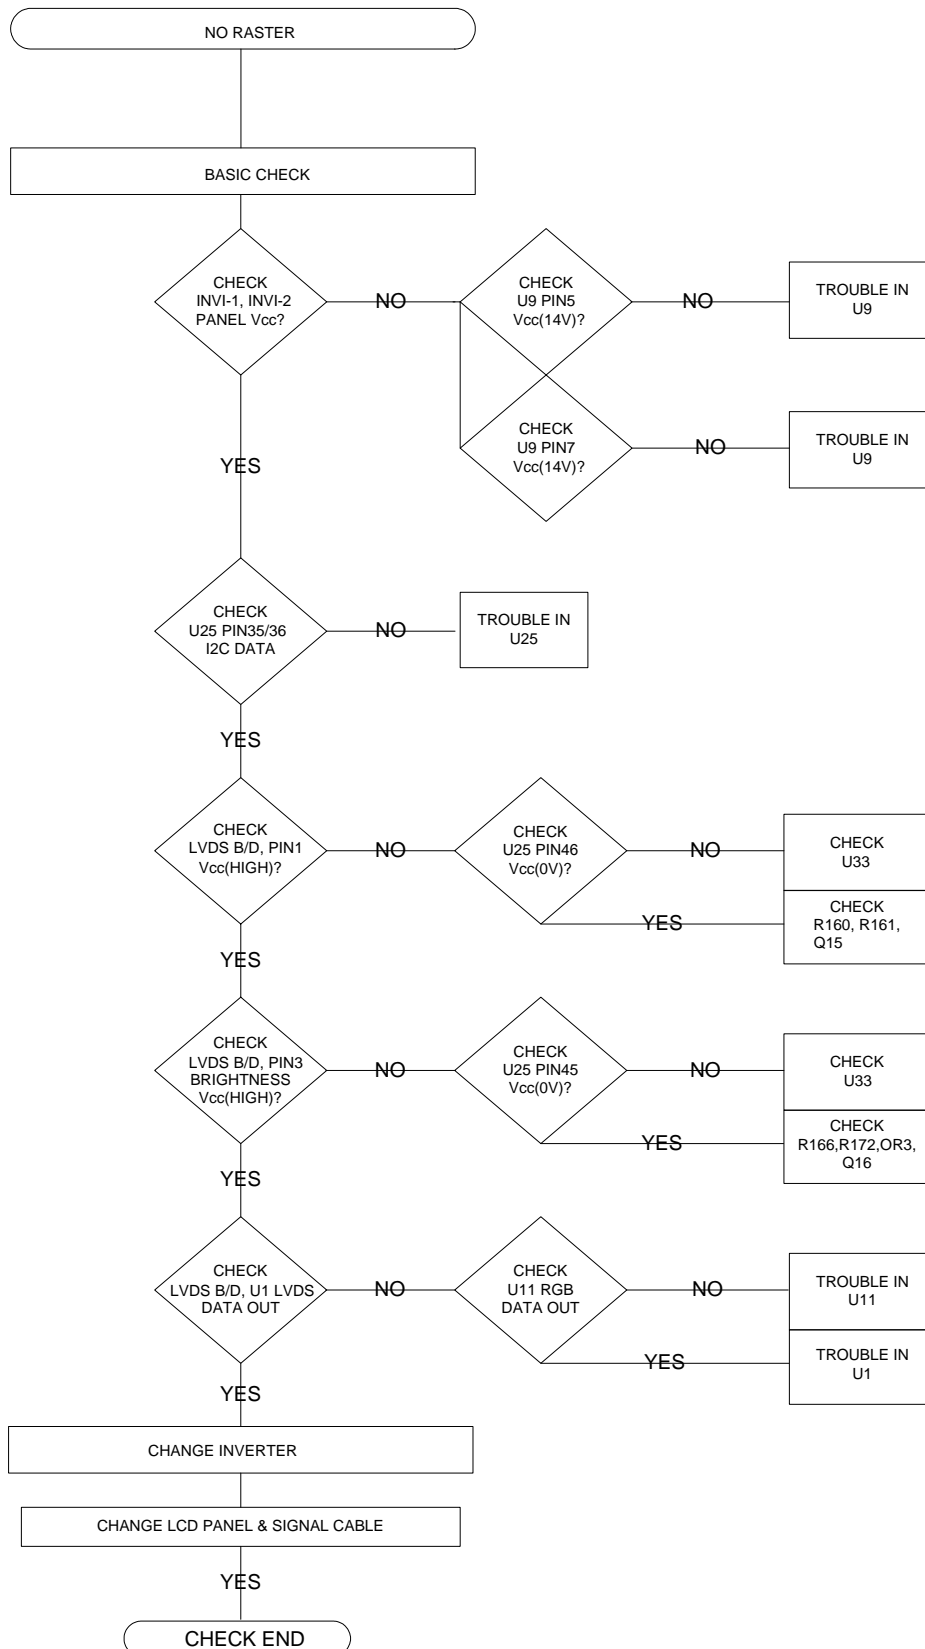 NO RASTER
BASIC CHECK
CHECK
INVI-1, INVI-2
PANEL Vcc?
NO
CHECK
U9 PIN5
Vcc(14V)?
NO
TROUBLE IN
U9
CHECK
U9 PIN7
Vcc(14V)?
NO
TROUBLE IN
U9
YES
CHECK
U25 PIN35/36
I2C DATA
NO
TROUBLE IN
U25
YES
CHECK
LVDS B/D, PIN1
Vcc(HIGH)?
NO
CHECK
U25 PIN46
Vcc(0V)?
NO
CHECK
U33
YES
CHECK
R160, R161,
Q15
YES
CHECK
LVDS B/D, PIN3
BRIGHTNESS
Vcc(HIGH)?
NO
CHECK
U25 PIN45
Vcc(0V)?
NO
CHECK
U33
YES
CHECK
R166,R172,OR3,
Q16
YES
CHECK
LVDS B/D, U1 LVDS
DATA OUT
NO
CHECK
U11 RGB
DATA OUT
NO
TROUBLE IN
U11
YES
TROUBLE IN
U1
YES
CHANGE INVERTER
CHANGE LCD PANEL & SIGNAL CABLE
YES
CHECK END